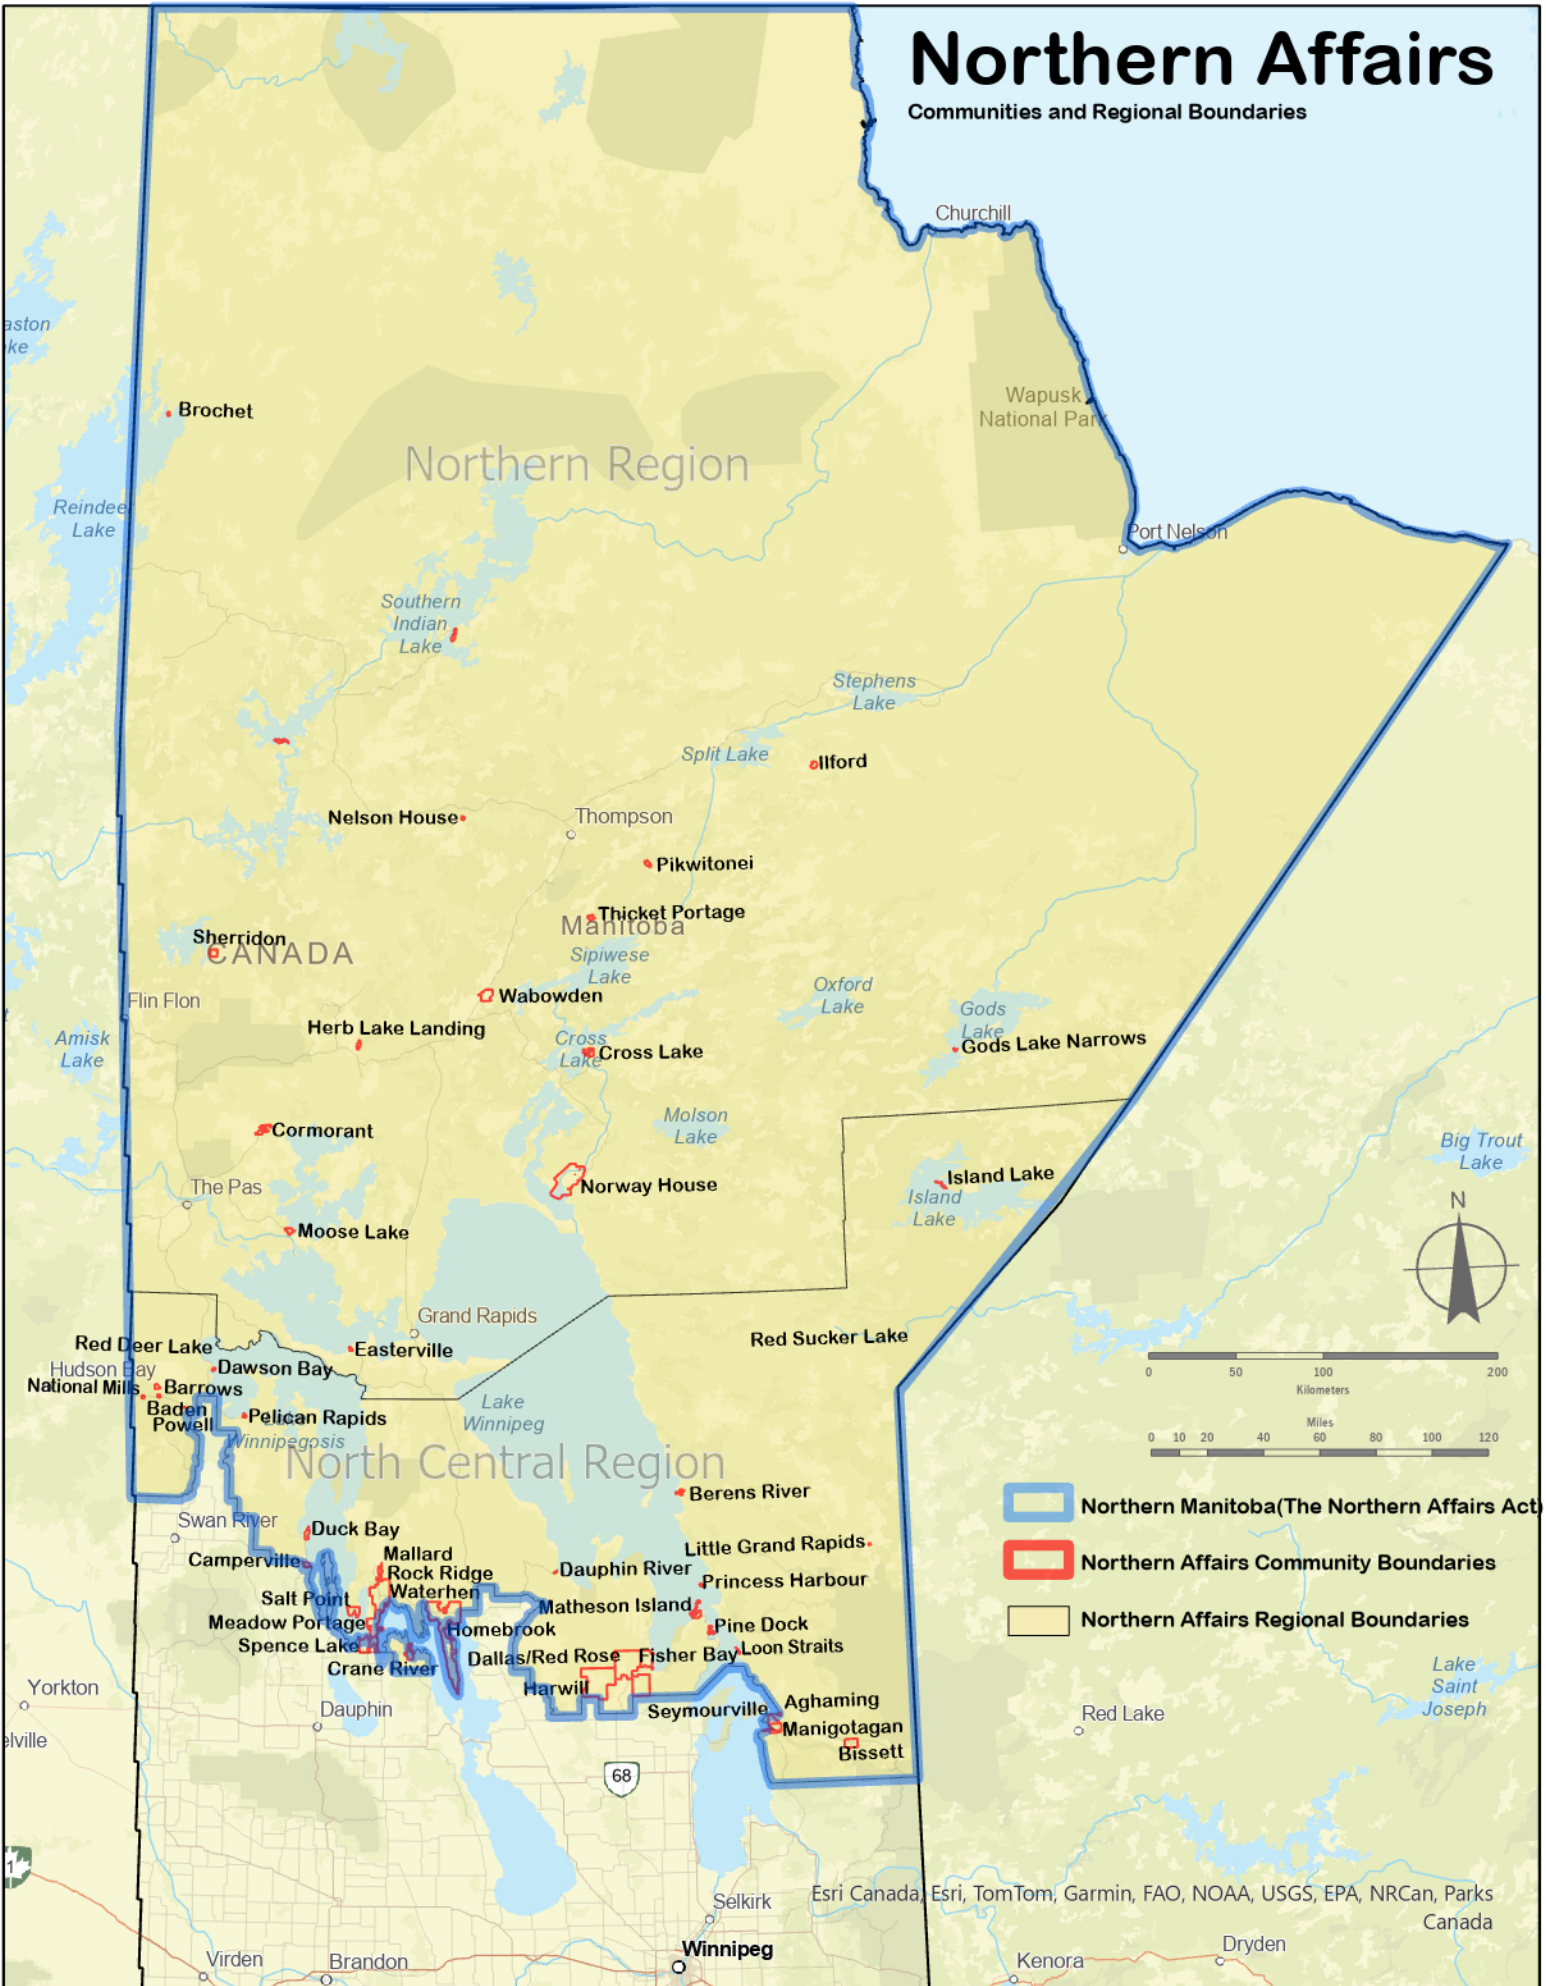 Northern Affairs
Communities and Regional Boundaries
Churchill
aston
ke
Wapusk
National Park
Brochet
Northern Region
Reindeer
Lake
Port Nelson
Southern
Indian
Lake
Stephens
Lake
Split Lake
Ilford
Nelson House
Thompson
Pikwitonei
Thicket Portage
Manitoba
Sherridon
CANADA
Sipiwese
Lake
Flin Flon
Wabowden
Oxford
Lake
Gods
Lake
Herb Lake Landing
Amisk
Lake
Cross
Lake
Cross Lake
Gods Lake Narrows
Molson
Lake
Cormorant
Big Trout
Lake
The Pas
Norway House
Island Lake
Island
Lake
N
Moose Lake
Grand Rapids
Red Sucker Lake
Red Deer Lake
Easterville
Hudson Bay
Dawson Bay
0 50 100 200
Kilometers
National Mills
Barrows
Baden
Powell
Pelican Rapids
Lake
Winnipegosis
Lake
Winnipeg
Miles
0 10 20 40 60 80 100 120
North Central Region
Berens River
Northern Manitoba(The Northern Affairs Act)
Swan River
Duck Bay
Little Grand Rapids
Camperville
Mallard
Rock Ridge
Waterhen
Dauphin River
Princess Harbour
Northern Affairs Community Boundaries
Salt Point
Matheson Island
Meadow Portage
Homebrook
Pine Dock
Northern Affairs Regional Boundaries
Spence Lake
Crane River
Dallas/Red Rose
Fisher Bay
Loon Straits
Harwill
Lake
Saint
Joseph
Yorkton
Dauphin
Seymourville
Aghaming
Manigotagan
Bissett
Red Lake
elville
68
1
Selkirk
Esri Canada, Esri, TomTom, Garmin, FAO, NOAA, USGS, EPA, NRCan, Parks
Canada
Winnipeg
Virden
Brandon
Kenora
Dryden